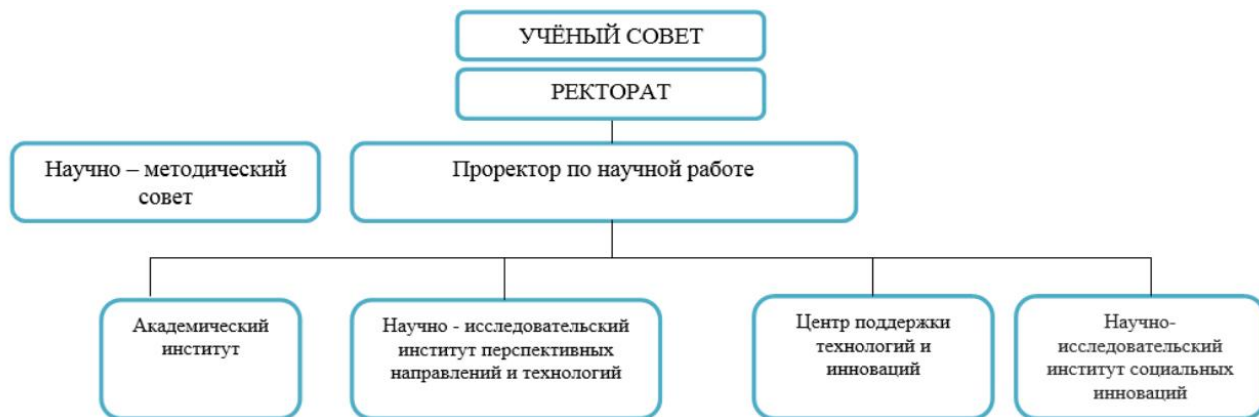 УЧЁНЫЙ СОВЕТ
РЕКТОРАТ
Научно – методический
совет
Проректор по научной работе
Академический
институт
Научно - исследовательский
институт перспективных
направлений и технологий
Центр поддержки
технологий и
инноваций
Научно-
исследовательский
институт социальных
инноваций